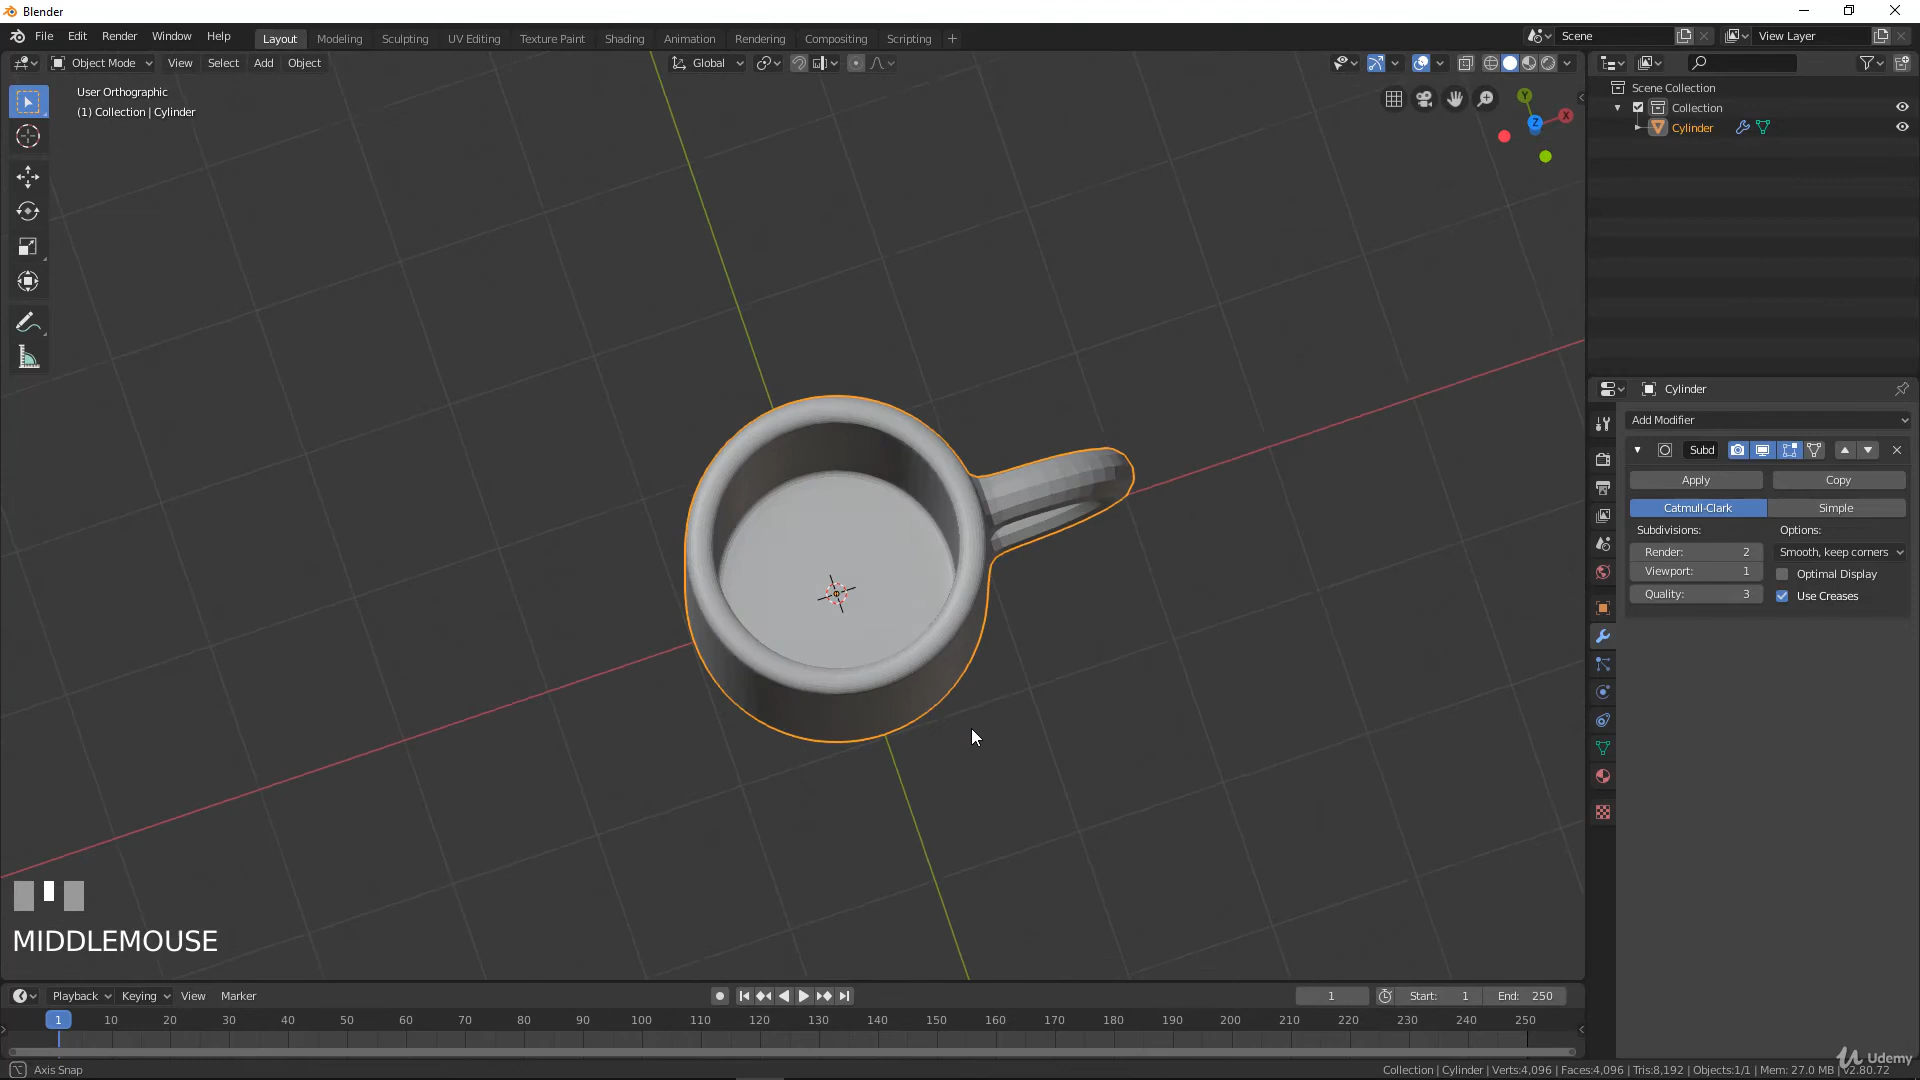 Blender
File Edit Render Window Help
Layout Modeling Sculpting UV Editing Texture Paint Shading Animation Rendering Compositing Scripting +
Scene
View Layer
Object Mode View Select Add Object
Global
User Orthographic
(1) Collection | Cylinder
Y
X
Z
Scene Collection
Collection
Cylinder
Cylinder
Add Modifier
Subd
Apply Copy
Catmull-Clark Simple
Subdivisions: Options:
Render: 2 Smooth, keep corners
Viewport: 1 Optimal Display
Quality: 3 Use Creases
MIDDLEMOUSE
Playback Keying View Marker
1 Start: 1 End: 250
1 10 20 30 40 50 60 70 80 90 100 110 120 130 140 150 160 170 180 190 200 210 220 230 240 250
Axis Snap
Collection | Cylinder | Verts:4,096 | Faces:4,096 | Tris:8,192 | Objects:1/1 | Mem: 27.0 MB | v2.80.72
Udemy